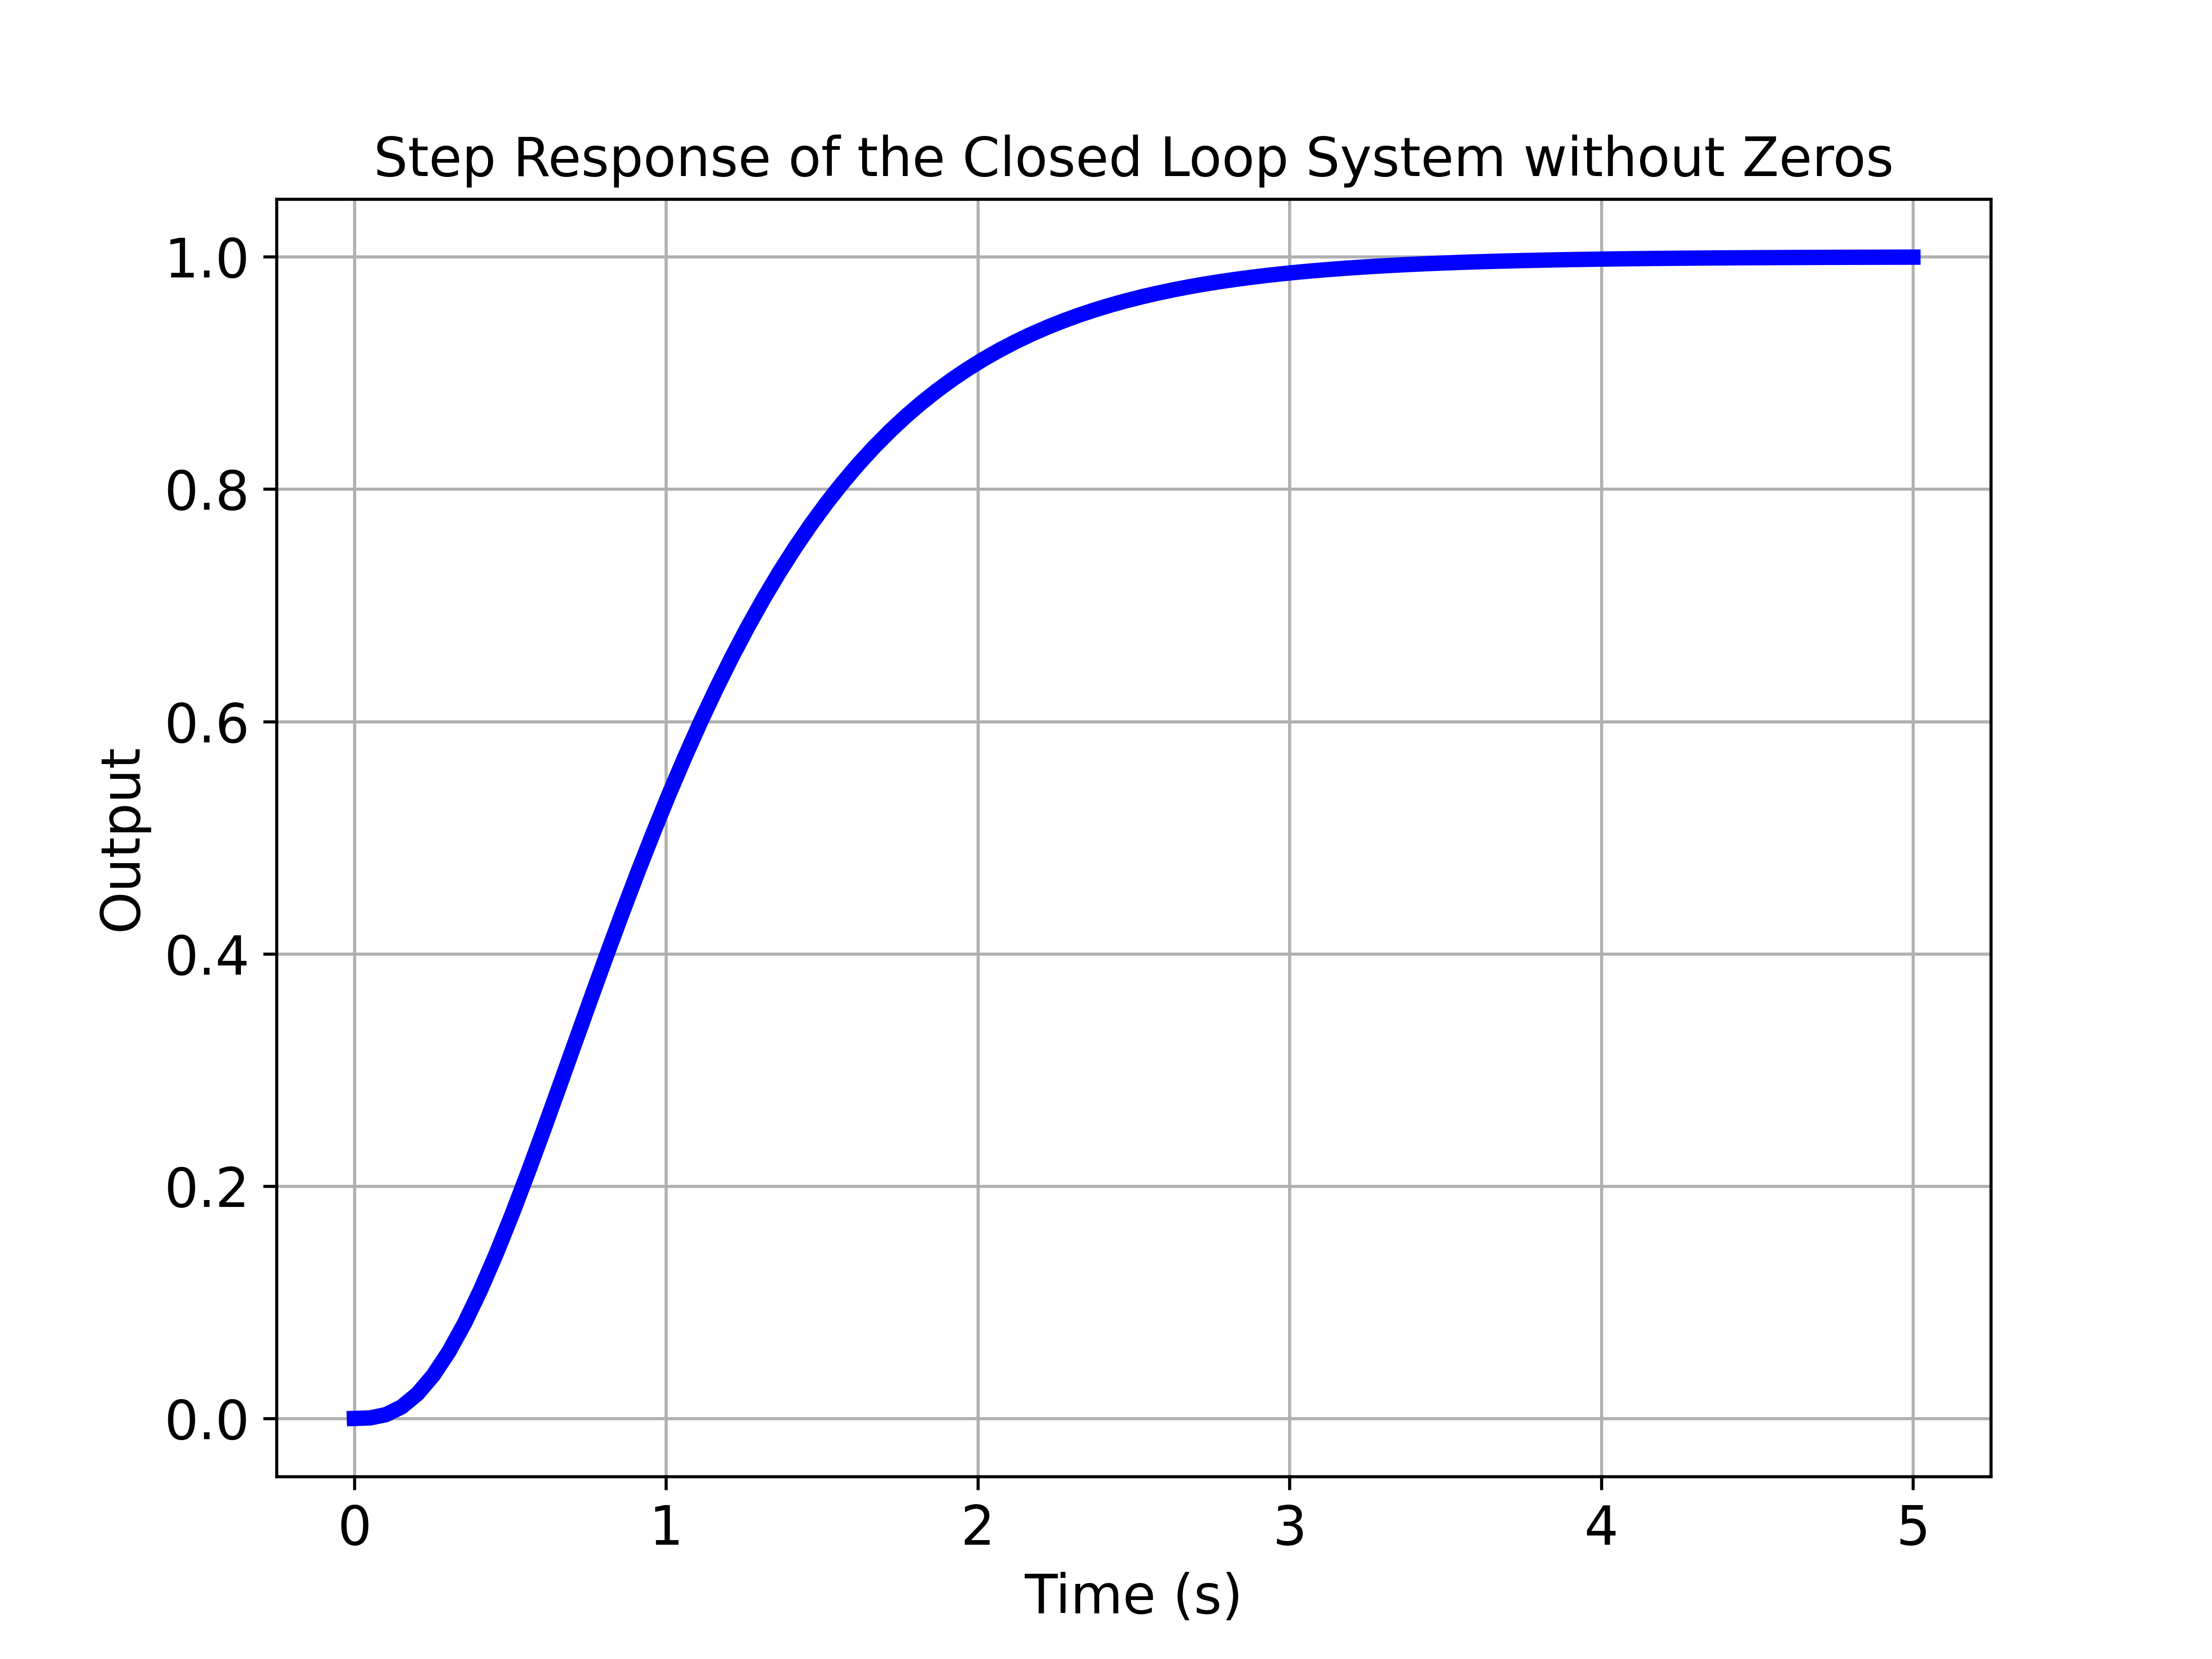 Step Response of the Closed Loop System without Zeros
1.0
0.8
0.6
0.4
0.2
0.0
Output
0 1 2 3 4 5
Time (s)